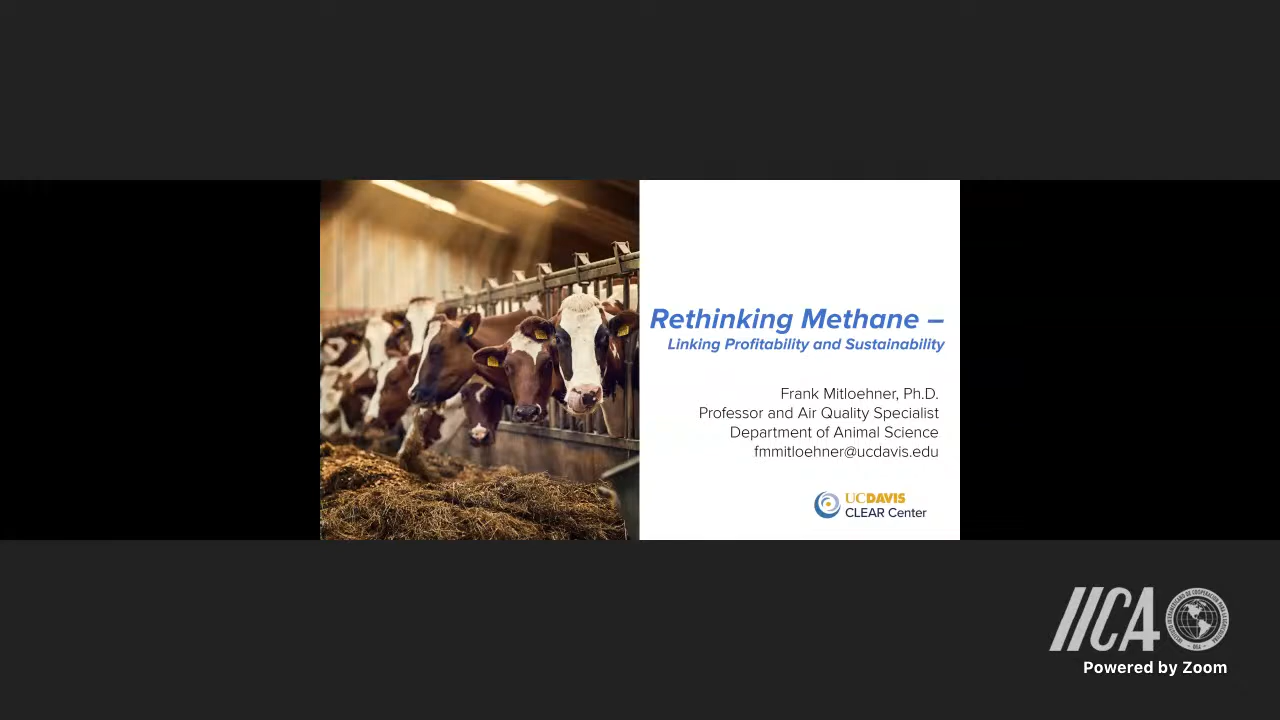 Rethinking Methane –
Linking Profitability and Sustainability
Frank Mitloehner, Ph.D.
Professor and Air Quality Specialist
Department of Animal Science
fmmitloehner@ucdavis.edu
UCDAVIS
CLEAR Center
IICA
Powered by Zoom